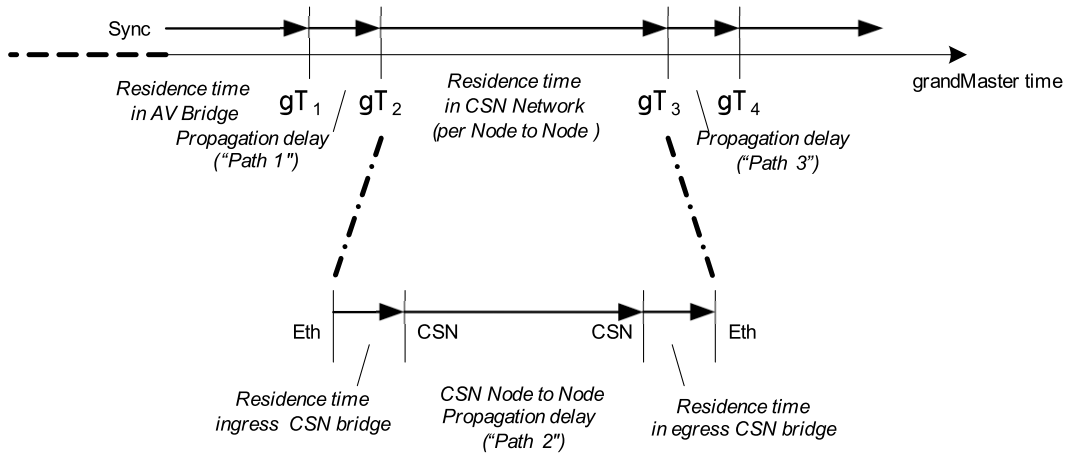 Sync
grandMaster time
Residence time
in AV Bridge
gT1
gT2
Residence time
in CSN Network
(per Node to Node )
gT3
gT4
Propagation delay
(“Path 1")
Propagation delay
(“Path 3”)
Eth
CSN
CSN
Eth
Residence time
ingress CSN bridge
CSN Node to Node
Propagation delay
(“Path 2")
Residence time
in egress CSN bridge